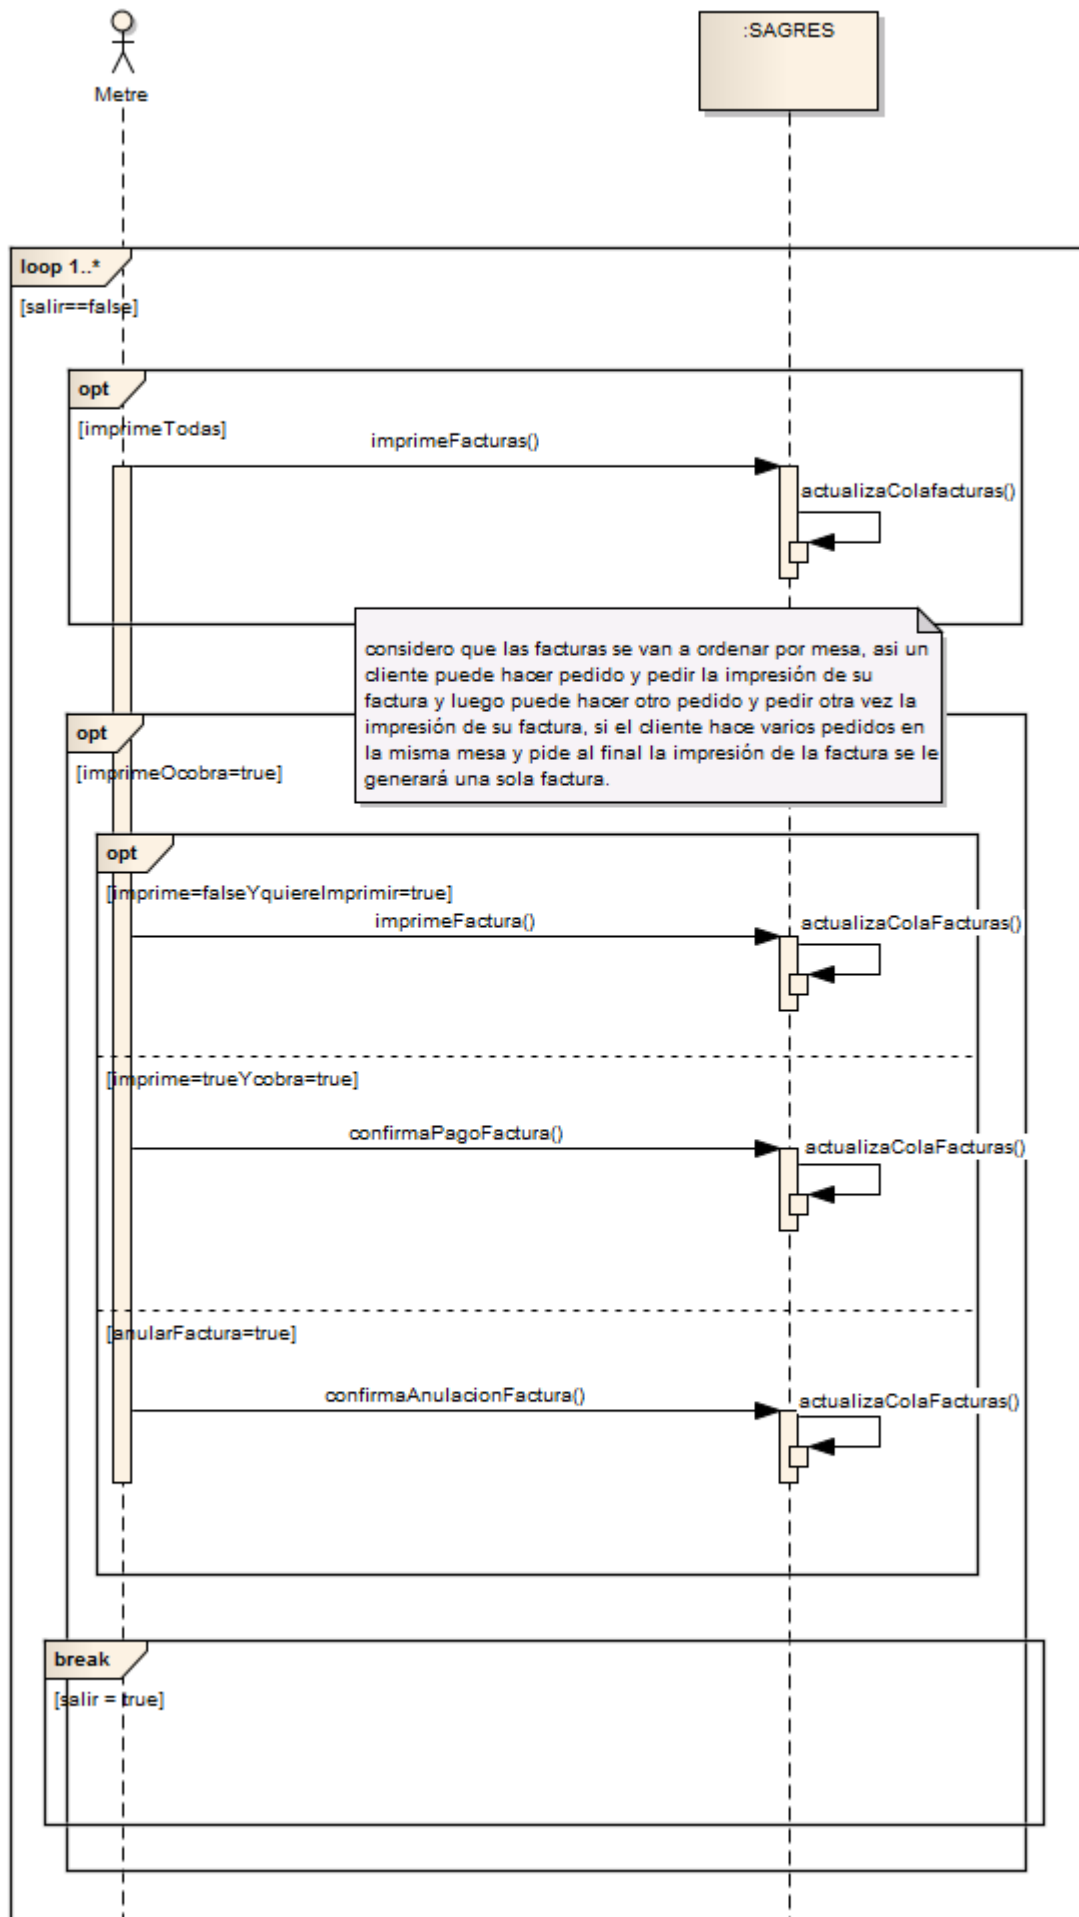 Metre
:SAGRES
loop 1..*
[salir==false]
opt
[imprimeTodas]
imprimeFacturas()
actualizaColafacturas()
considero que las facturas se van a ordenar por mesa, asi un
cliente puede hacer pedido y pedir la impresión de su
factura y luego puede hacer otro pedido y pedir otra vez la
impresión de su factura, si el cliente hace varios pedidos en
la misma mesa y pide al final la impresión de la factura se le
generará una sola factura.
opt
[imprimeOcobra=true]
opt
[imprime=falseYquiereImprimir=true]
imprimeFactura()
actualizaColaFacturas()
[imprime=trueYcobra=true]
confirmaPagoFactura()
actualizaColaFacturas()
[anularFactura=true]
confirmaAnulacionFactura()
actualizaColaFacturas()
break
[salir = true]